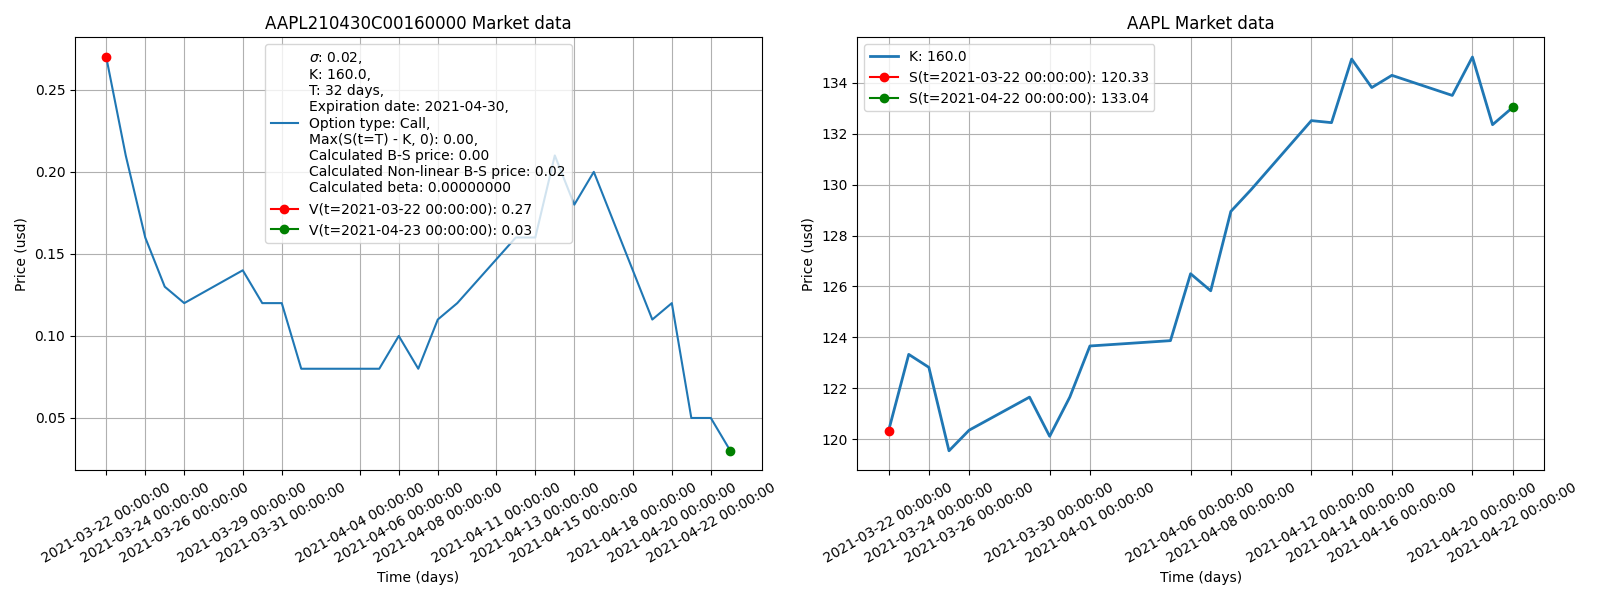 AAPL210430C00160000 Market data
σ: 0.02,
K: 160.0,
T: 32 days,
Expiration date: 2021-04-30,
Option type: Call,
Max(S(t=T) - K, 0): 0.00,
Calculated B-S price: 0.00
Calculated Non-linear B-S price: 0.02
Calculated beta: 0.00000000
V(t=2021-03-22 00:00:00): 0.27
V(t=2021-04-23 00:00:00): 0.03
Price (usd)
0.25
0.20
0.15
0.10
0.05
2021-03-22 00:00:00
2021-03-24 00:00:00
2021-03-26 00:00:00
2021-03-29 00:00:00
2021-03-31 00:00:00
2021-04-04 00:00:00
2021-04-06 00:00:00
2021-04-08 00:00:00
2021-04-11 00:00:00
2021-04-13 00:00:00
2021-04-15 00:00:00
2021-04-18 00:00:00
2021-04-20 00:00:00
2021-04-22 00:00:00
Time (days)
AAPL Market data
K: 160.0
S(t=2021-03-22 00:00:00): 120.33
S(t=2021-04-22 00:00:00): 133.04
Price (usd)
134
132
130
128
126
124
122
120
2021-03-22 00:00:00
2021-03-24 00:00:00
2021-03-26 00:00:00
2021-03-30 00:00:00
2021-04-01 00:00:00
2021-04-06 00:00:00
2021-04-08 00:00:00
2021-04-12 00:00:00
2021-04-14 00:00:00
2021-04-16 00:00:00
2021-04-20 00:00:00
2021-04-22 00:00:00
Time (days)